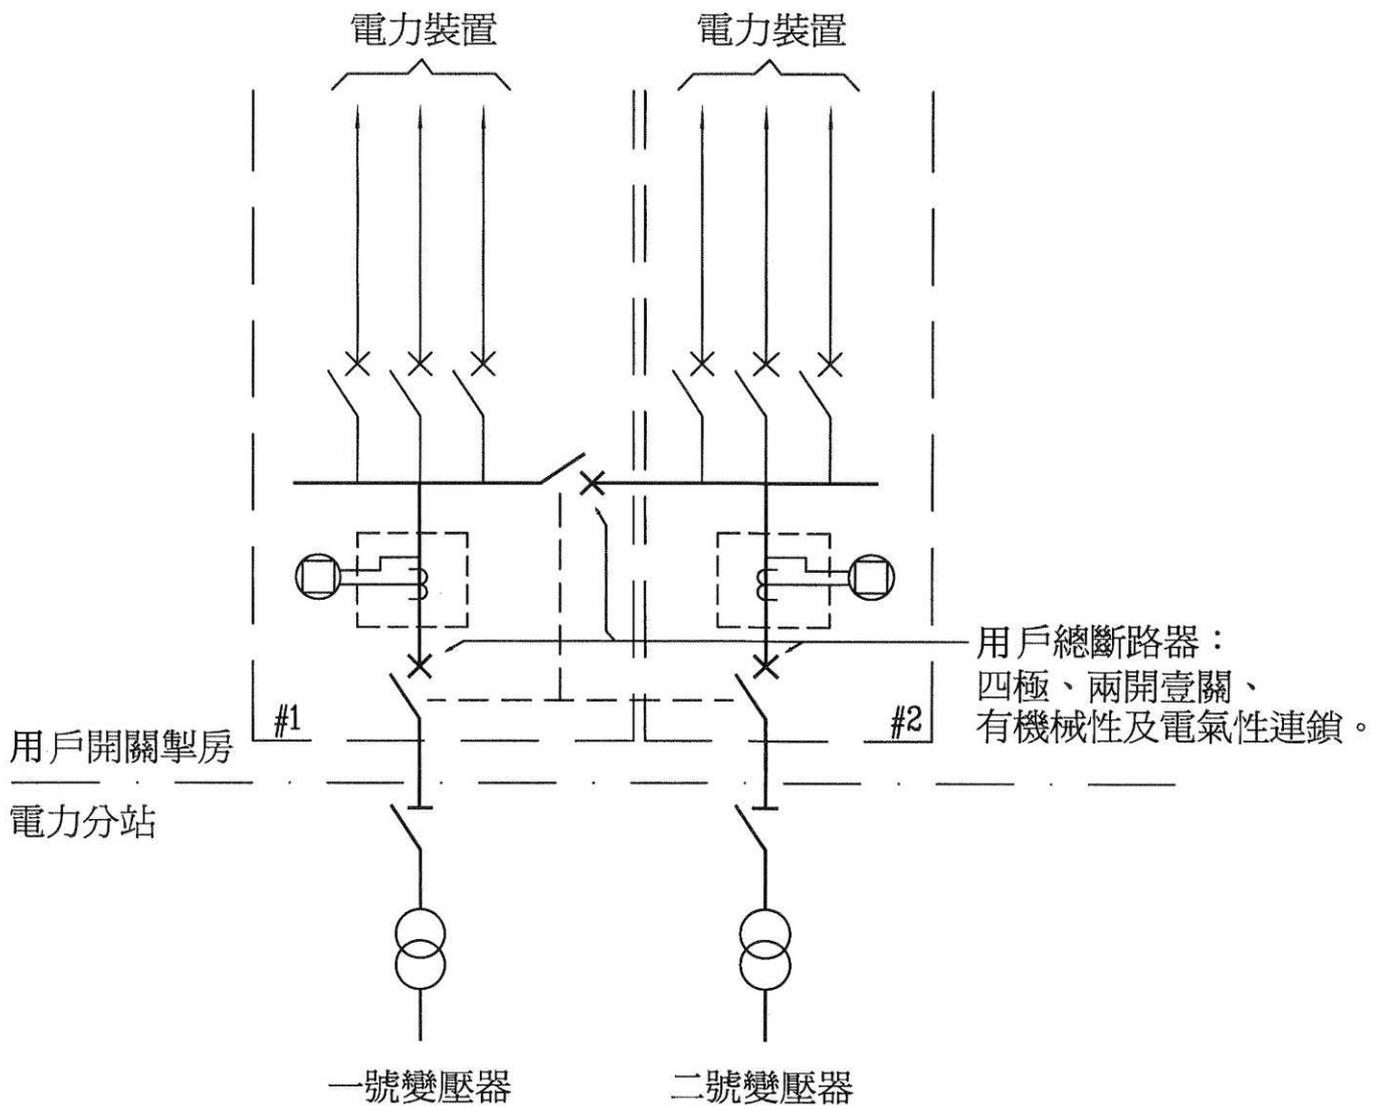 電力裝置
電力裝置
用戶總斷路器：
四極、兩開壹關、
有機械性及電氣性連鎖。
#1
#2
用戶開關掣房
電力分站
一號變壓器
二號變壓器